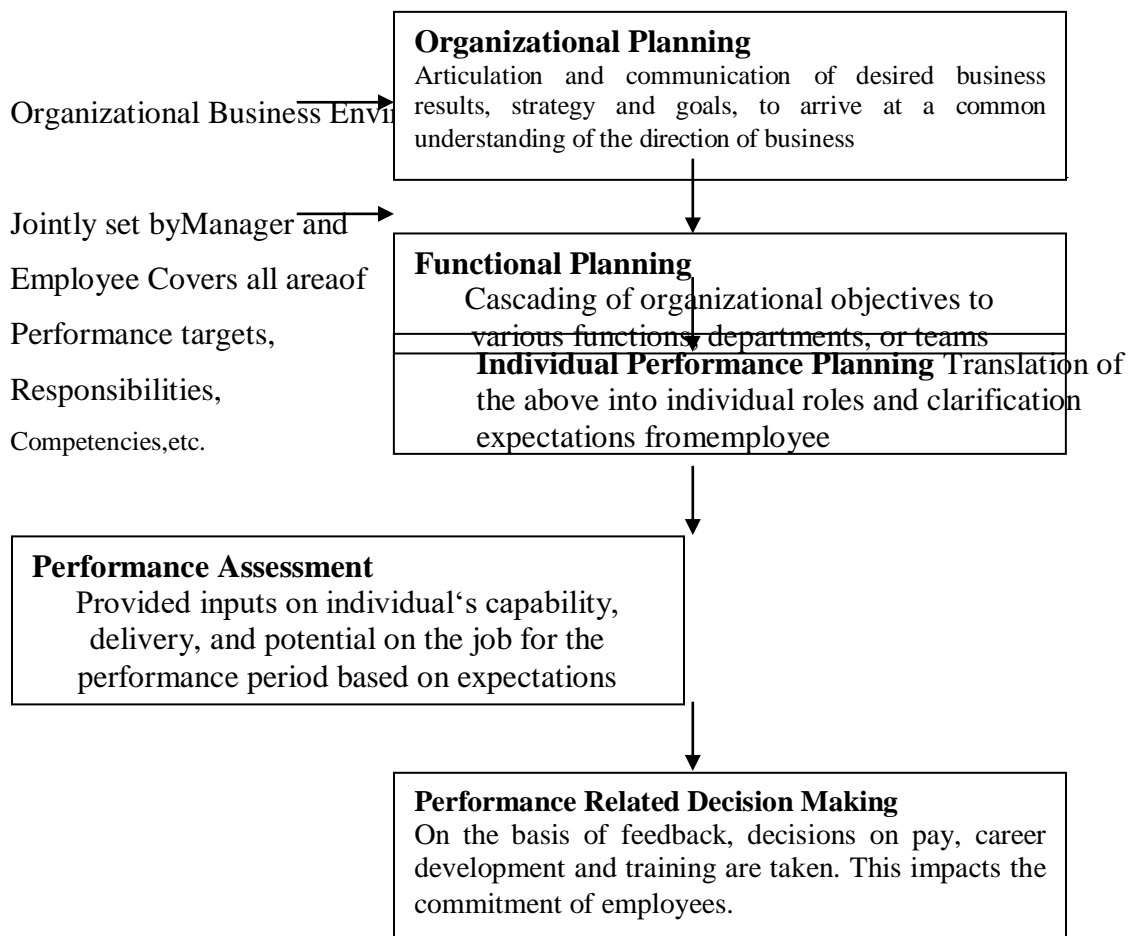 Organizational Planning
Articulation and communication of desired business
results, strategy and goals, to arrive at a common
understanding of the direction of business
Organizational Business Envi
Jointly set byManager and
Employee Covers all areaof
Performance targets,
Responsibilities,
Competencies,etc.
Functional Planning
Cascading of organizational objectives to
various functions, departments, or teams
Individual Performance Planning Translation of
the above into individual roles and clarification
expectations fromemployee
Performance Assessment
Provided inputs on individual‘s capability,
delivery, and potential on the job for the
performance period based on expectations
Performance Related Decision Making
On the basis of feedback, decisions on pay, career
development and training are taken. This impacts the
commitment of employees.